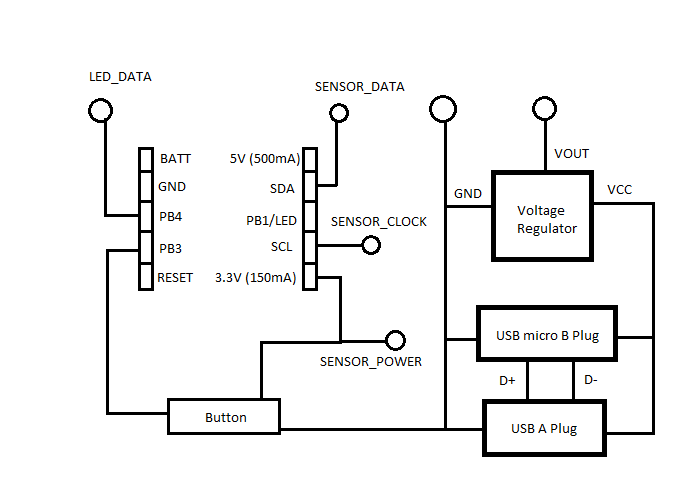 LED_DATA
SENSOR_DATA
BATT
5V (500mA)
VOUT
GND
SDA
GND
VCC
PB4
PB1/LED
SENSOR_CLOCK
Voltage
Regulator
PB3
SCL
RESET
3.3V (150mA)
USB micro B Plug
SENSOR_POWER
D+
D-
Button
USB A Plug